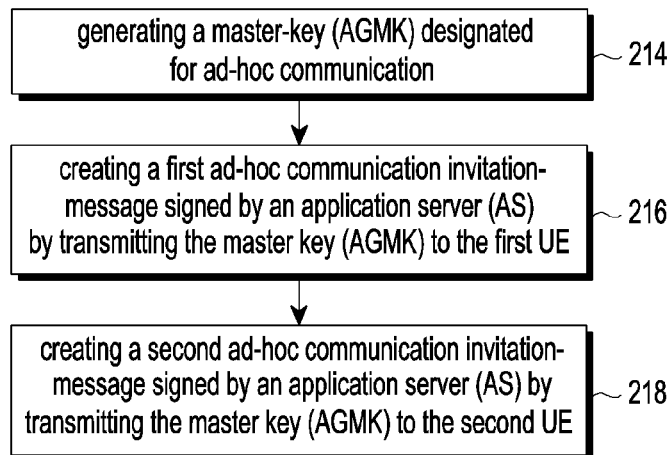 generating a master-key (AGMK) designated
for ad-hoc communication
214
creating a first ad-hoc communication invitation-
message signed by an application server (AS)
by transmitting the master key (AGMK) to the first UE
216
creating a second ad-hoc communication invitation-
message signed by an application server (AS) by
transmitting the master key (AGMK) to the second UE
218